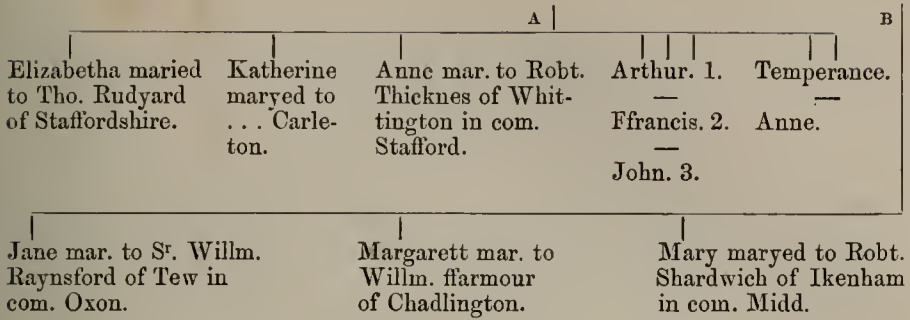 A B
Elizabetha maried
to Tho. Rudyard
of Staffordshire.
Katherine
maryed to
. . . Carle-
ton.
Anne mar. to Robt.
Thicknes of Whit-
tington in com.
Stafford.
Arthur. 1.
—
Ffrancis. 2.
—
John. 3.
Temperance.
—
Anne.
Jane mar. to Sʳ. Willm.
Raynsford of Tew in
com. Oxon.
Margarett mar. to
Willm. ffarmour
of Chadlington.
Mary maryed to Robt.
Shardwich of Ikenham
in com. Midd.